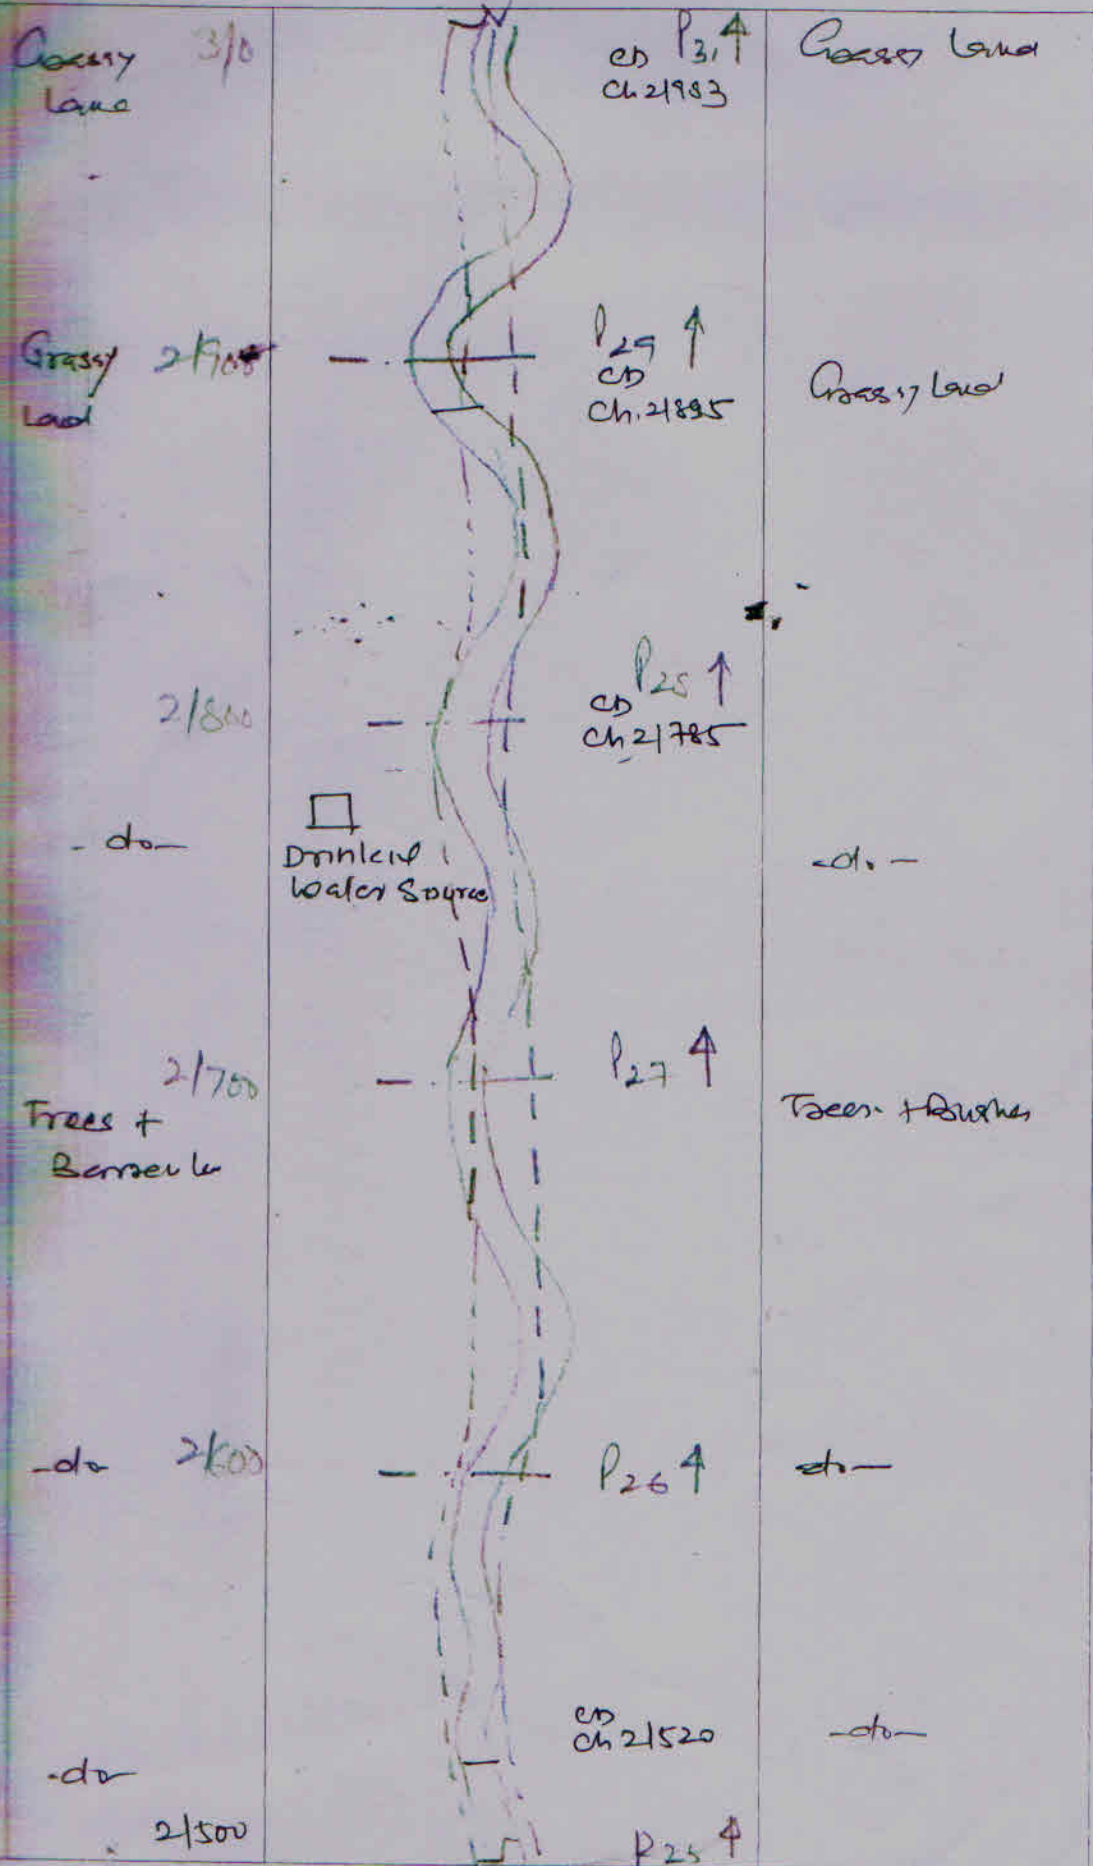 Grassy 3/0
Land
CD P3, ↑
Ch 2/983
Grassy Land
Grassy 2/900
Land
P29 ↑
CD
Ch. 2/895
Grassy Land
2/800
P28 ↑
CD
Ch 2/785
- do -
Drinking
Water Source
- do -
2/700
P27 ↑
Trees +
Trees + Bushes
- do 2/600
P26 ↑
- do -
CD
Ch 2/520
- do -
- do -
2/500
P25 ↑